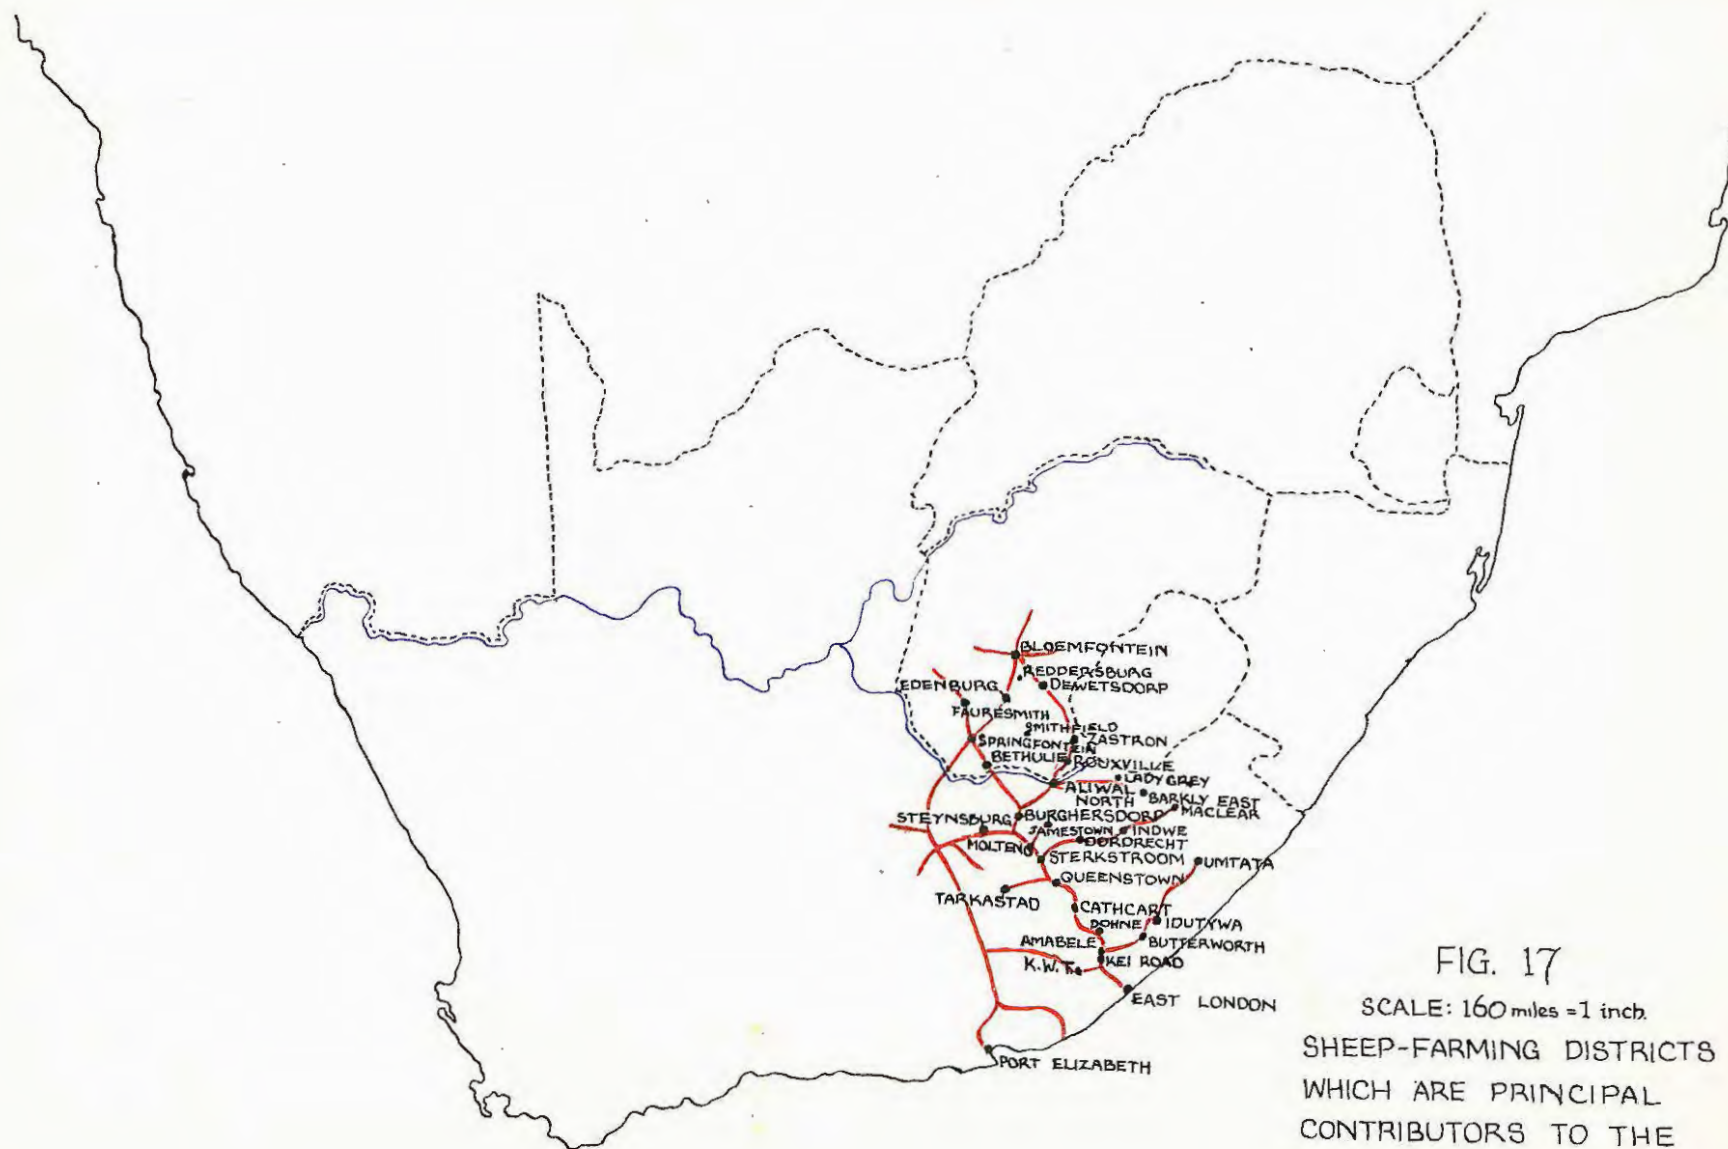 BLOEMFONTEIN
REDDERSBURG
EDENBURG
DEWETSDORP
FAURESMITH
SMITHFIELD
SPRINGFONTEIN
ZASTRON
BETHULIE
ROUXVILLE
LADY GREY
ALIWAL
NORTH
BARKLY EAST
MACLEAR
STEYNSBURG
BURGHERSDORP
JAMESTOWN
INDWE
MOLTENO
DORDRECHT
STERKSTROOM
UMTATA
QUEENSTOWN
TARKASTAD
CATHCART
DOHNE
IDUTYWA
AMABELE
BUTTERWORTH
K.W.T.
KEI ROAD
EAST LONDON
PORT ELIZABETH
FIG. 17
SCALE: 160 miles = 1 inch.
SHEEP-FARMING DISTRICTS
WHICH ARE PRINCIPAL
CONTRIBUTORS TO THE